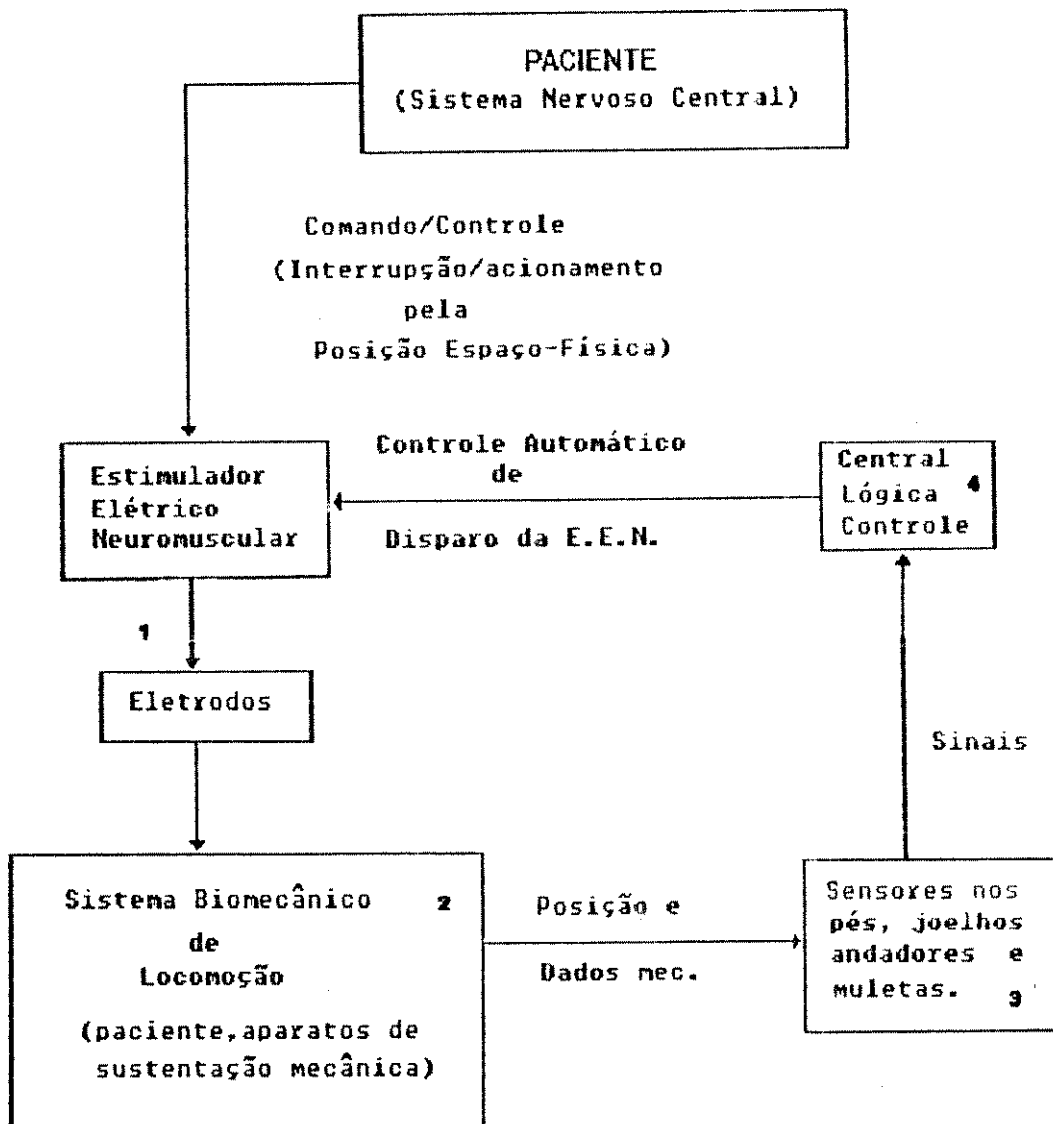 PACIENTE
(Sistema Nervoso Central)
Comando/Controle
(Interrupção/acionamento
pela
Posição Espaço-Física)
Estimulador
Elétrico
Neuromuscular
Controle Automático
de
Disparo da E.E.N.
Central
Lógica 4
Controle
1
Eletrodos
Sinais
Sistema Biomecânico 2
de
Locomoção
(paciente,aparatos de
sustentação mecânica)
Posição e
Dados mec.
Sensores nos
pés, joelhos
andadores e
muletas. 3